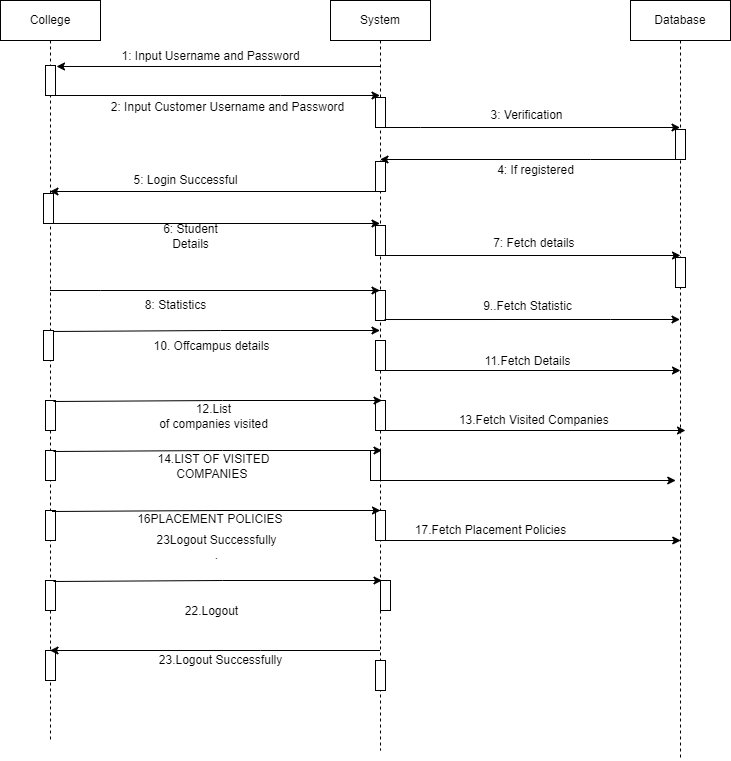 College
System
Database
1: Input Username and Password
2: Input Customer Username and Password
3: Verification
4: If registered
5: Login Successful
6: Student
Details
7: Fetch details
8: Statistics
9..Fetch Statistic
10. Offcampus details
11.Fetch Details
12.List
of companies visited
13.Fetch Visited Companies
14.LIST OF VISITED
COMPANIES
16PLACEMENT POLICIES
17.Fetch Placement Policies
23Logout Successfully
.
22.Logout
23.Logout Successfully